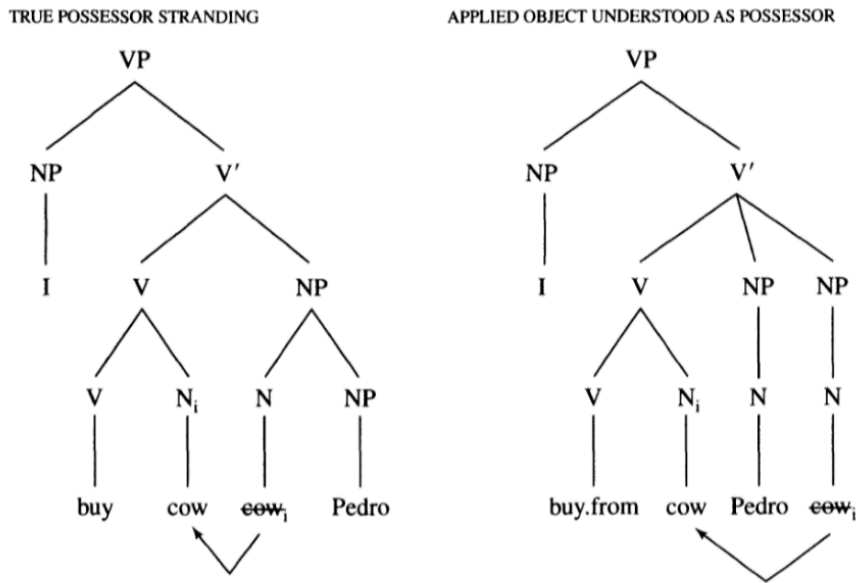 TRUE POSSESSOR STRANDING APPLIED OBJECT UNDERSTOOD AS POSSESSOR
VP VP
NP V′ NP V′
I V NP I V NP NP
V Nᵢ N NP V Nᵢ N N
buy cow cowᵢ Pedro buy.from cow Pedro cowᵢ